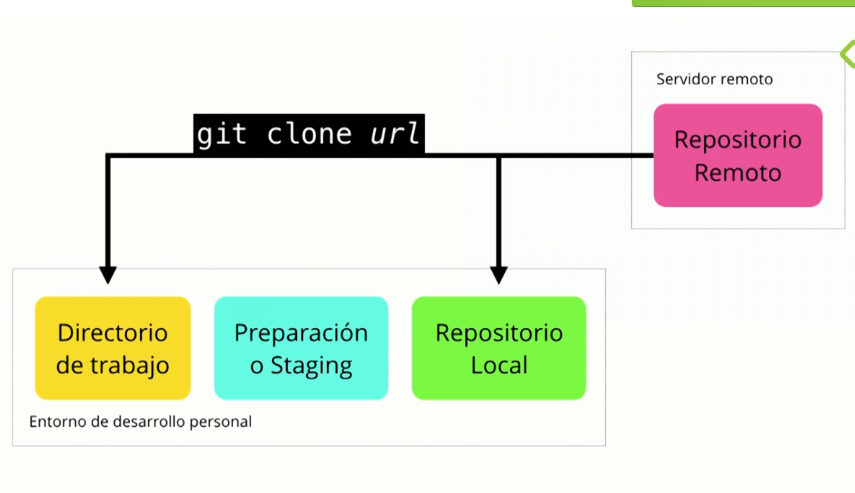 Servidor remoto
git clone url
Repositorio
Remoto
Directorio
de trabajo
Preparación
o Staging
Repositorio
Local
Entorno de desarrollo personal